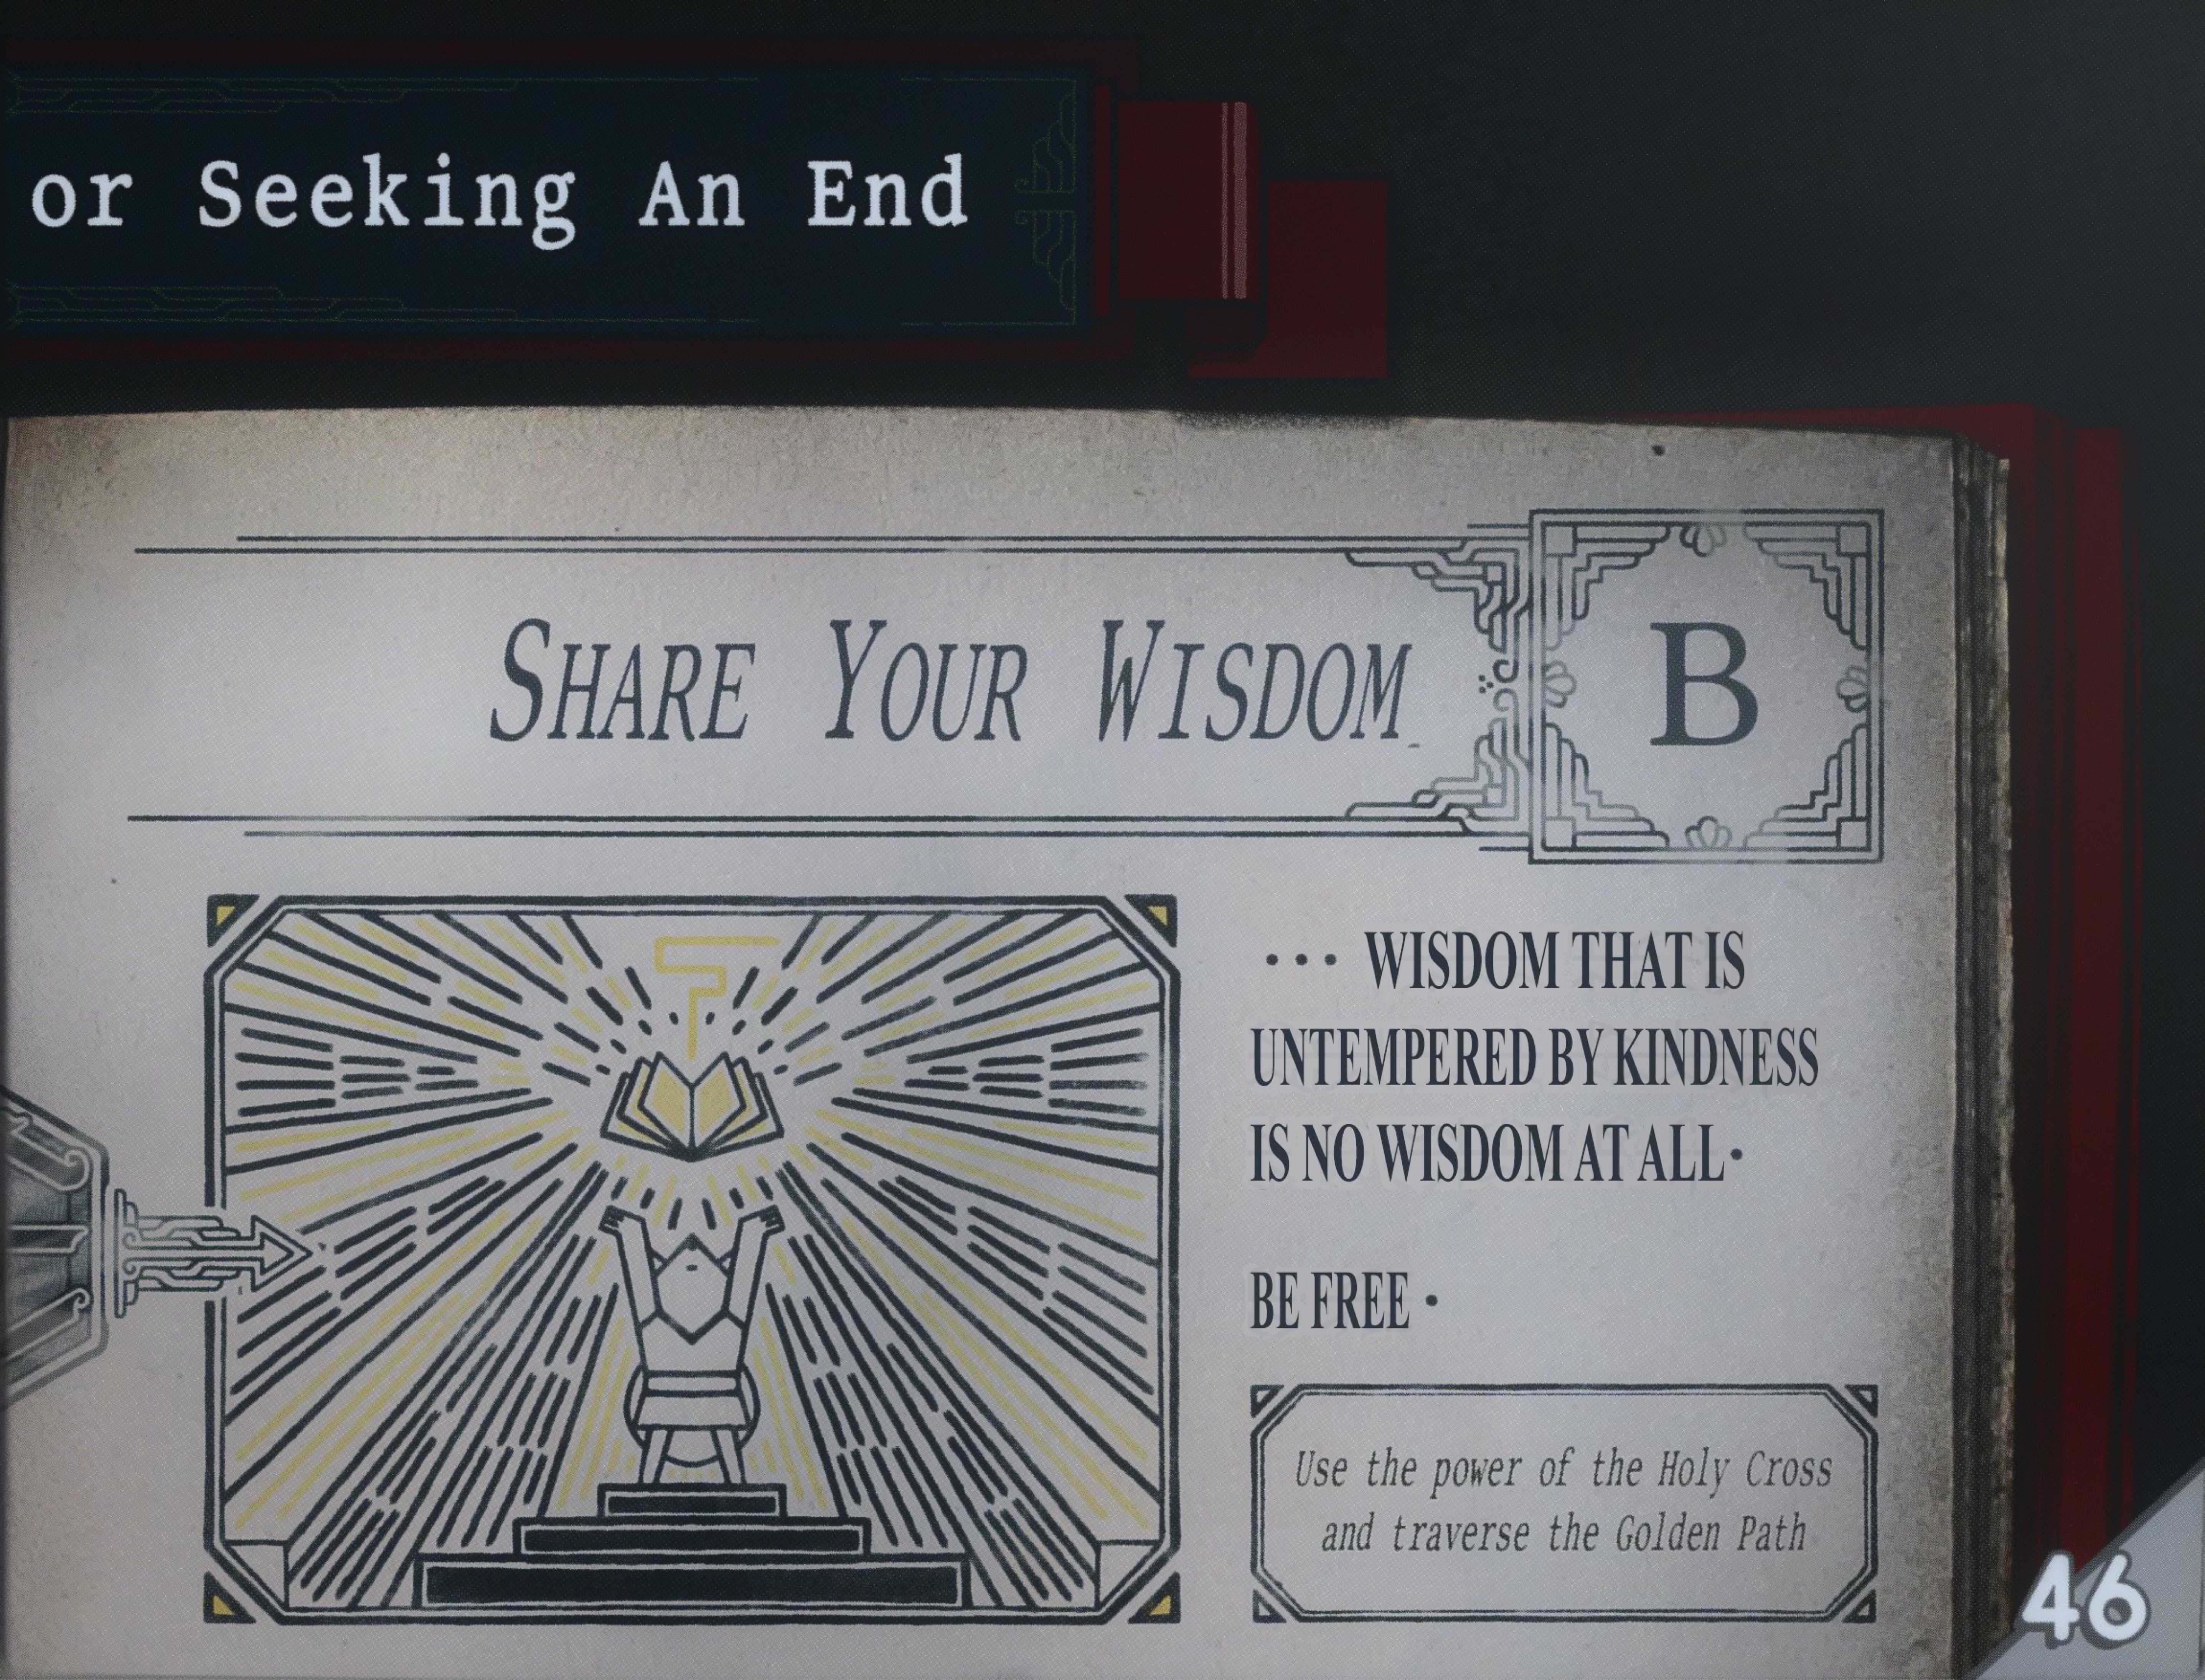 or Seeking An End
SHARE YOUR WISDOM
B
... WISDOM THAT IS
UNTEMPERED BY KINDNESS
IS NO WISDOM AT ALL·
BE FREE ·
Use the power of the Holy Cross
and traverse the Golden Path
46